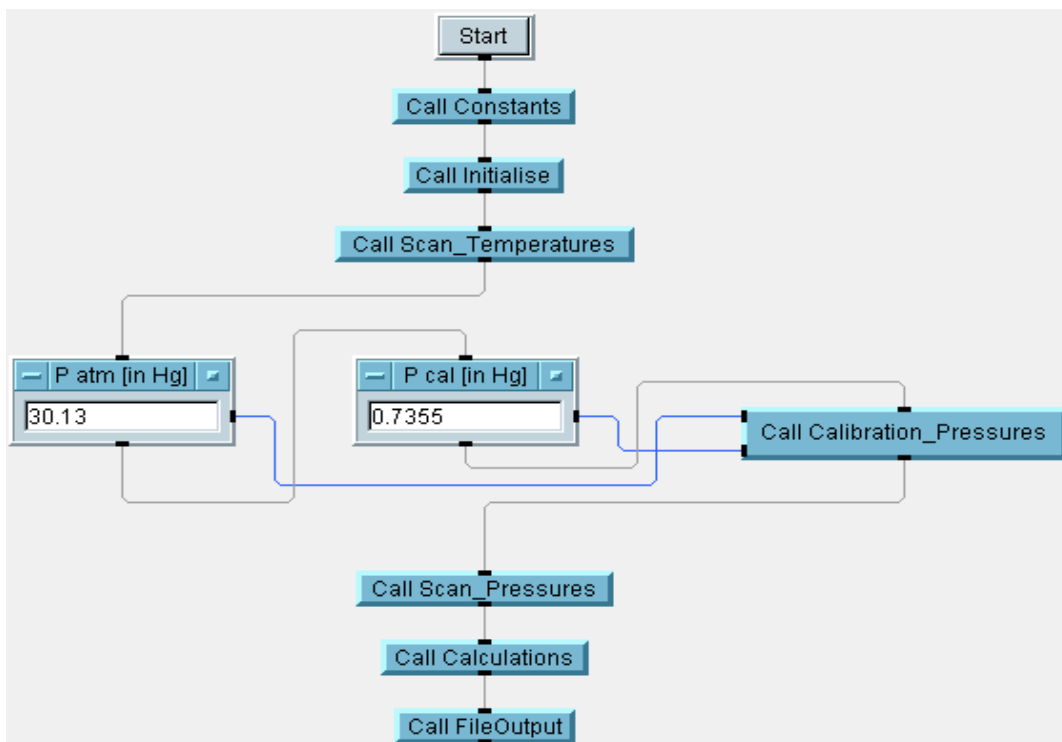 Start
Call Constants
Call Initialise
Call Scan_Temperatures
P atm [in Hg]
30.13
P cal [in Hg]
0.7355
Call Calibration_Pressures
Call Scan_Pressures
Call Calculations
Call FileOutput